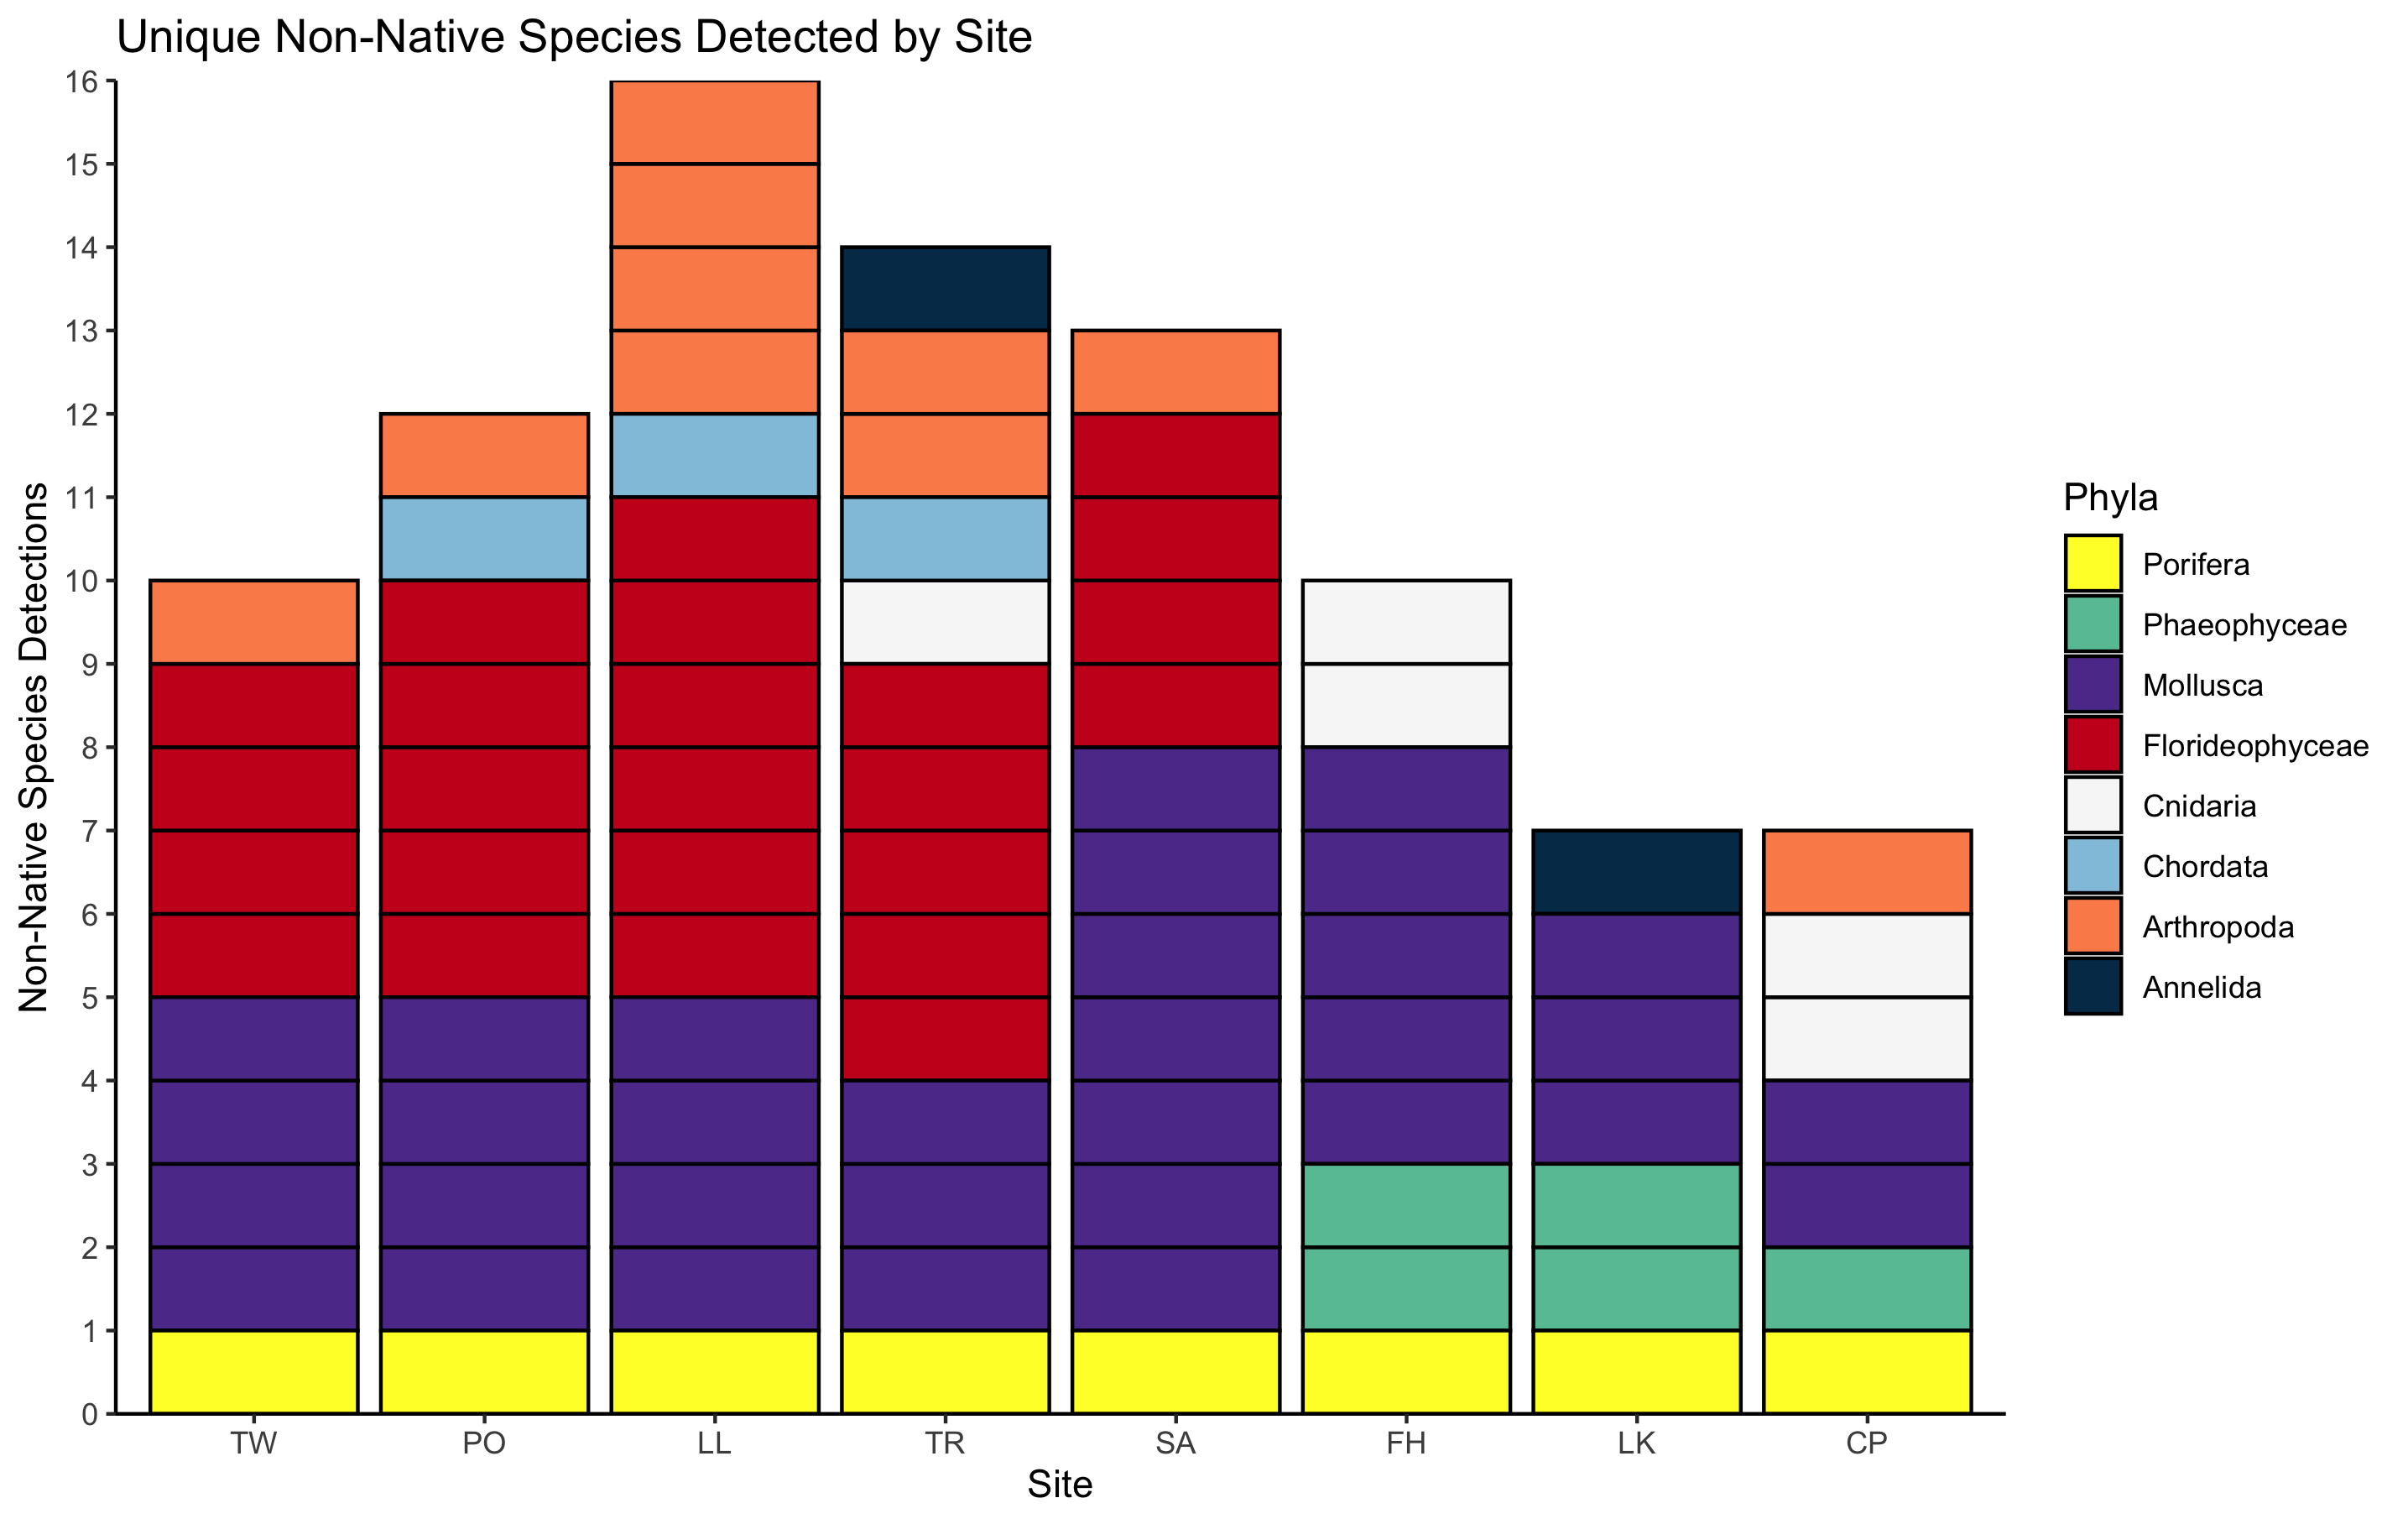 Unique Non-Native Species Detected by Site
Non-Native Species Detections
16
15
14
13
12
11
10
9
8
7
6
5
4
3
2
1
0
TW PO LL TR SA FH LK CP
Site
Phyla
Porifera
Phaeophyceae
Mollusca
Florideophyceae
Cnidaria
Chordata
Arthropoda
Annelida